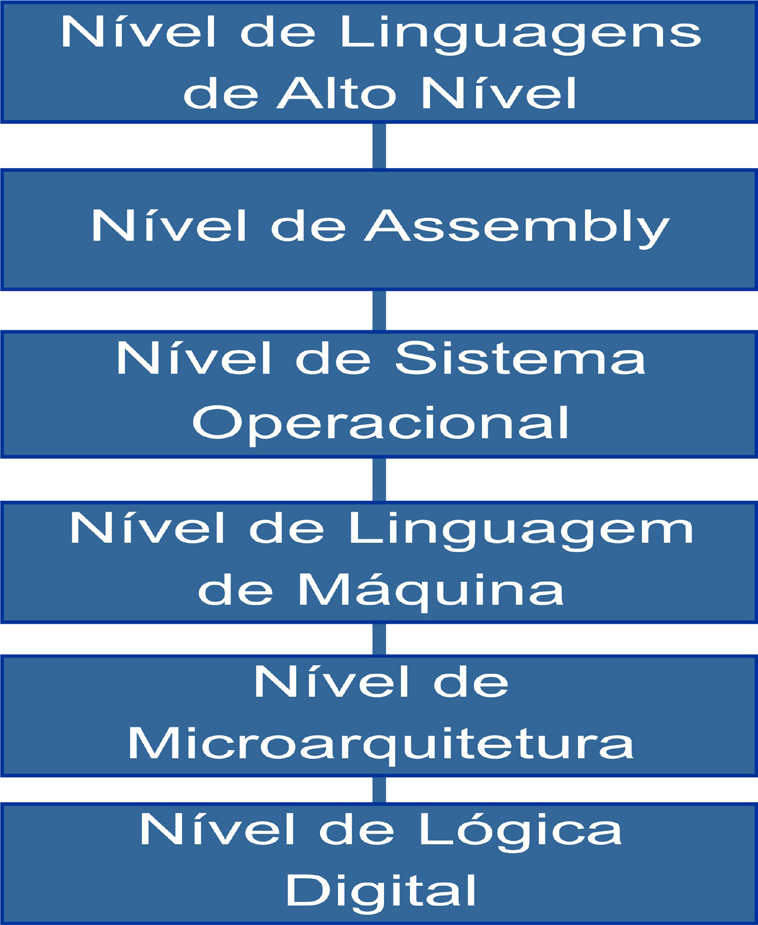 Nível de Linguagens
de Alto Nível
Nível de Assembly
Nível de Sistema
Operacional
Nível de Linguagem
de Máquina
Nível de
Microarquitetura
Nível de Lógica
Digital